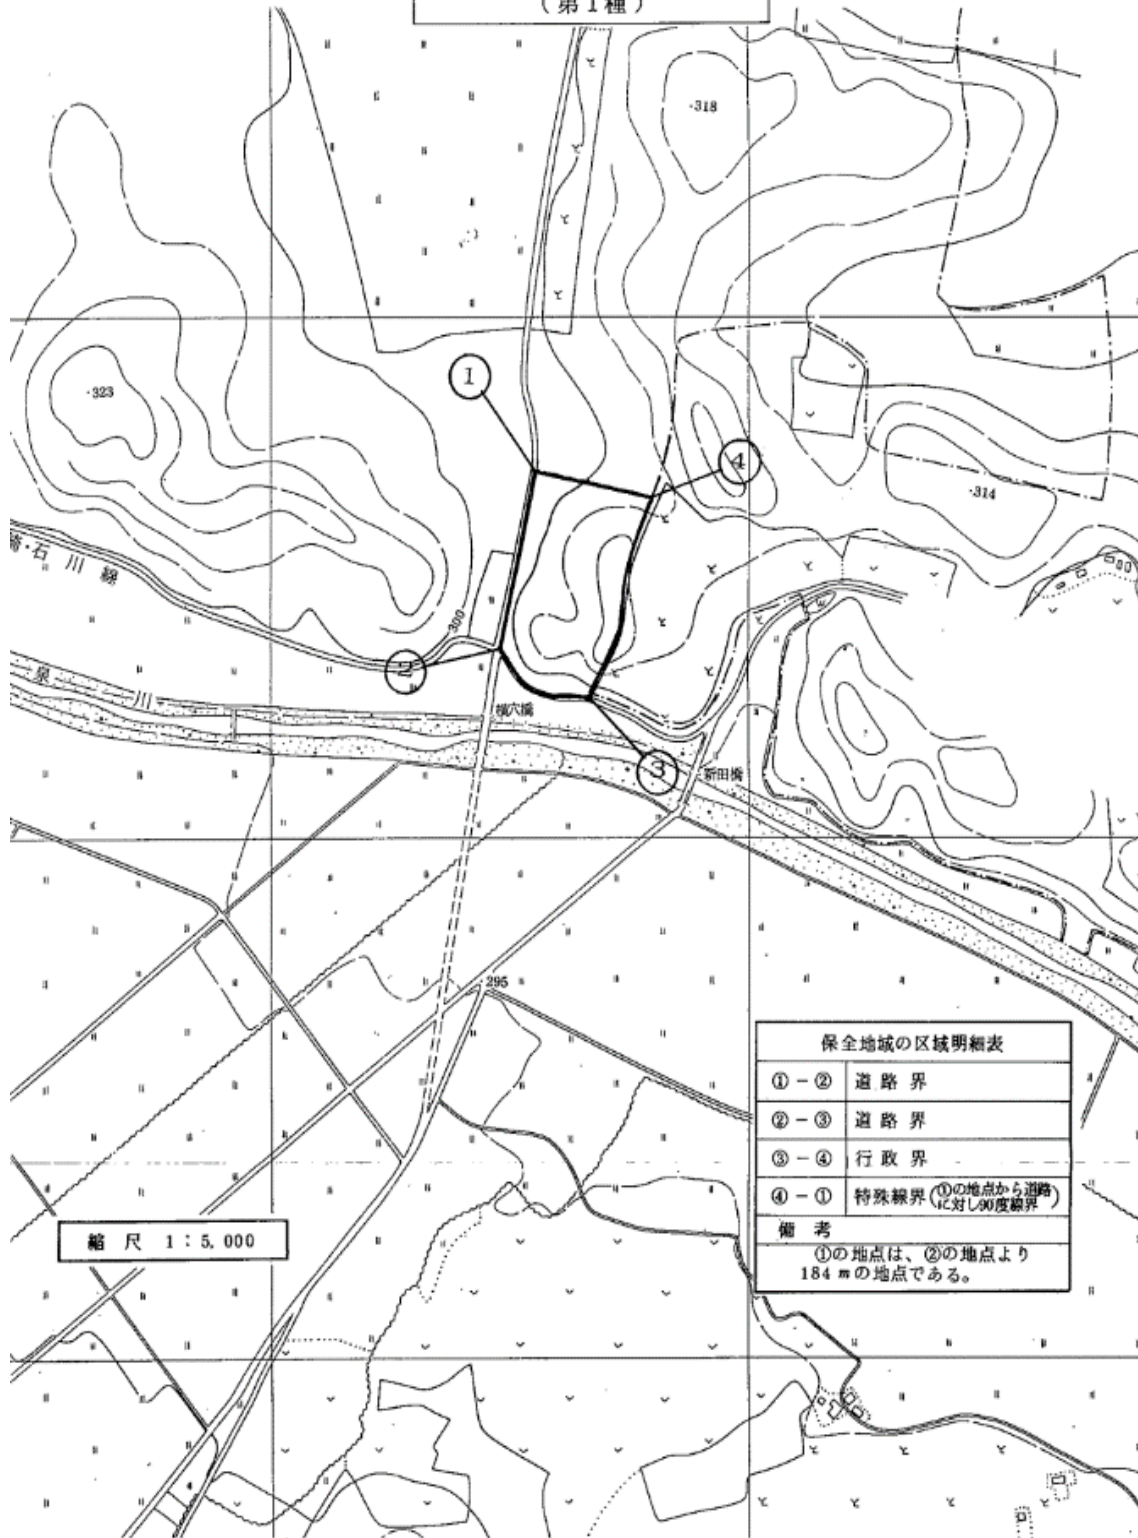 (第1種)
・318
①
・323
④
・314
・石川線
300
②
泉川
横穴橋
③
新田橋
295
保全地域の区域明細表
①－② 道路界
②－③ 道路界
③－④ 行政界
④－① 特殊線界(①の地点から道路に対し90度線界)
備考
①の地点は、②の地点より
184mの地点である。
縮尺 1:5,000